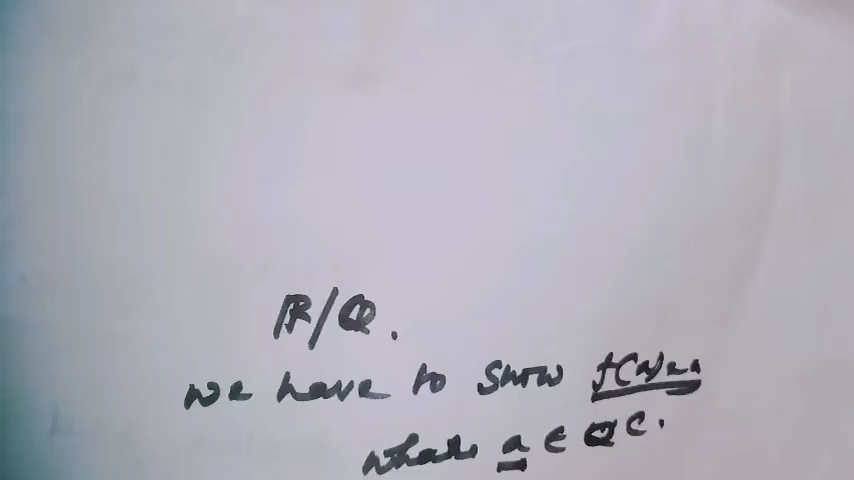 R/Q.
we have to show f(a)=a
where a ∈ Qc.